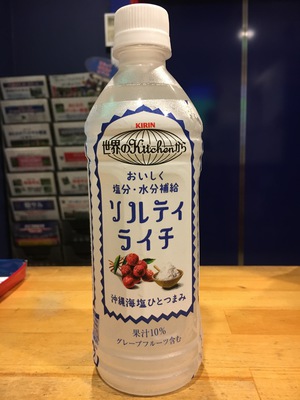 KIRIN
世界のKitchenから
おいしく
塩分・水分補給
ソルティ
ライチ
沖縄海塩ひとつまみ
果汁10%
グレープフルーツ含む